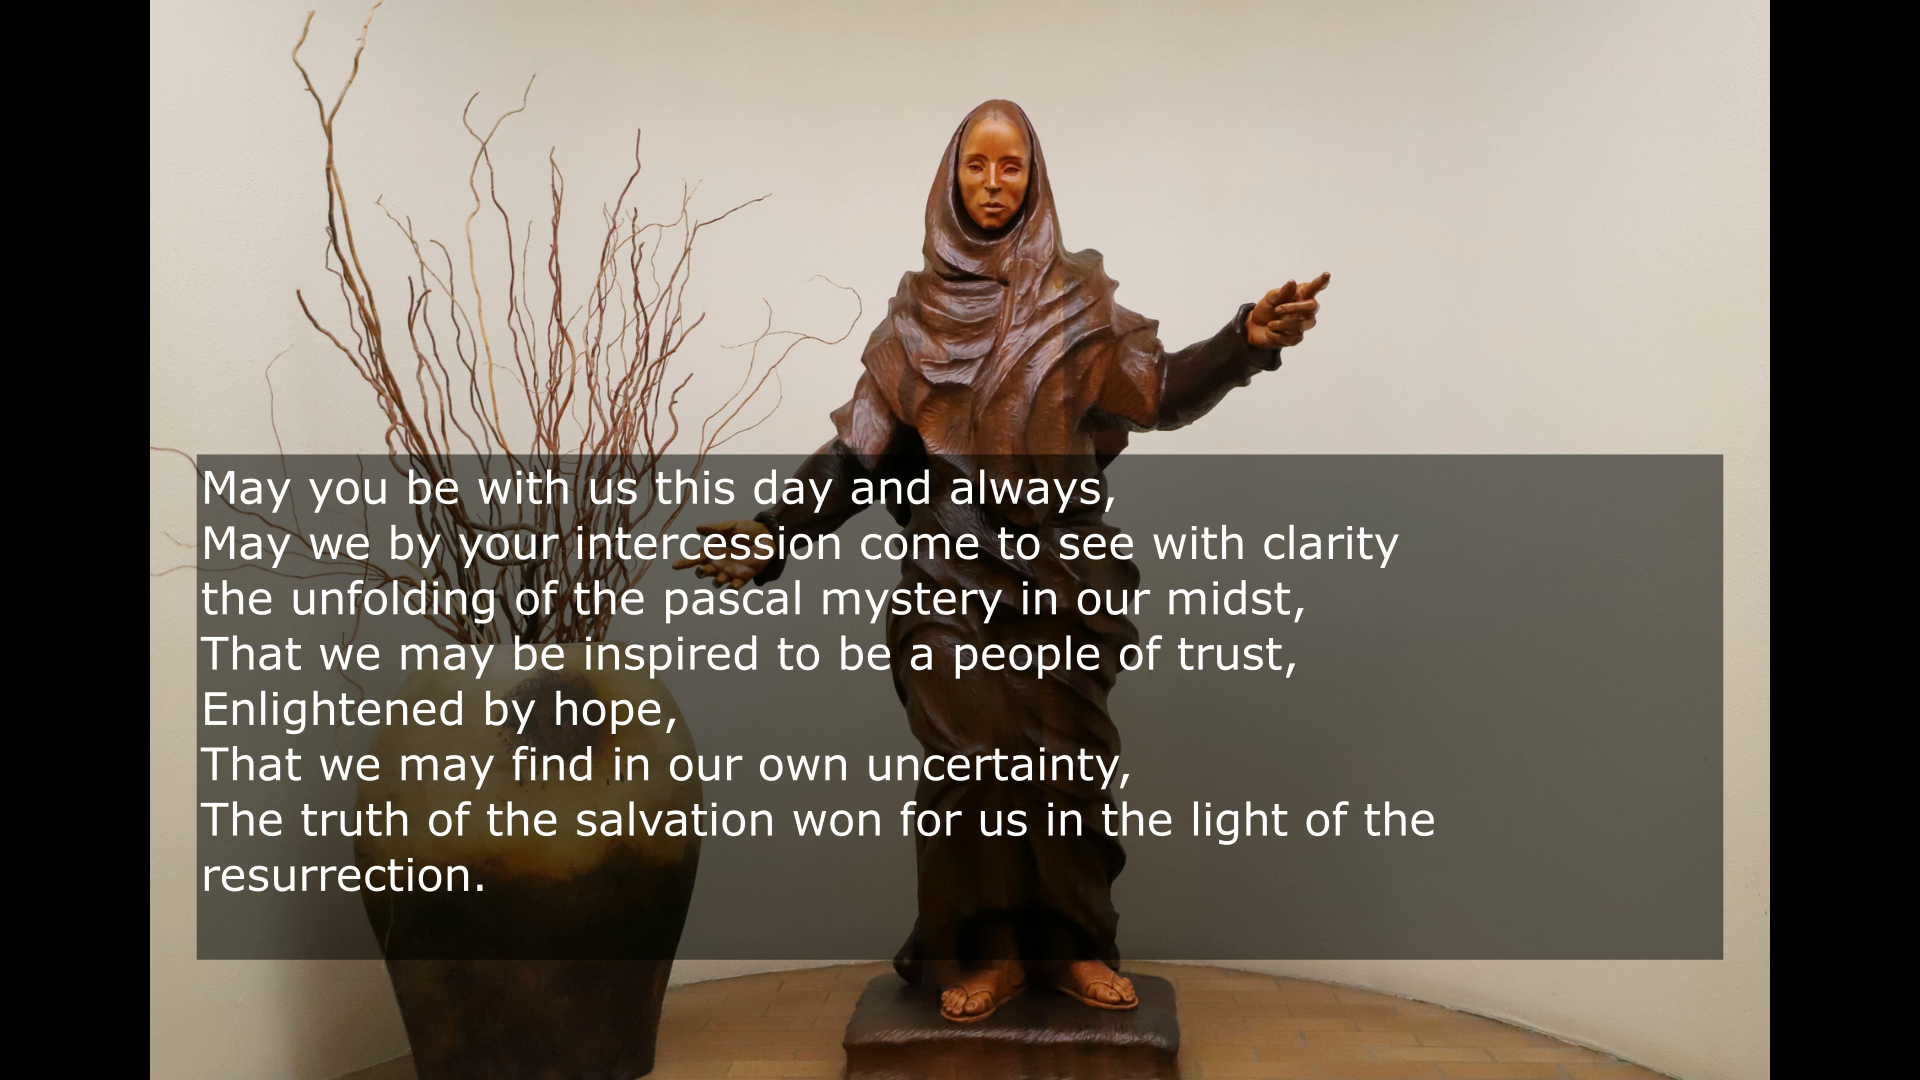 May you be with us this day and always,
May we by your intercession come to see with clarity
the unfolding of the pascal mystery in our midst,
That we may be inspired to be a people of trust,
Enlightened by hope,
That we may find in our own uncertainty,
The truth of the salvation won for us in the light of the
resurrection.